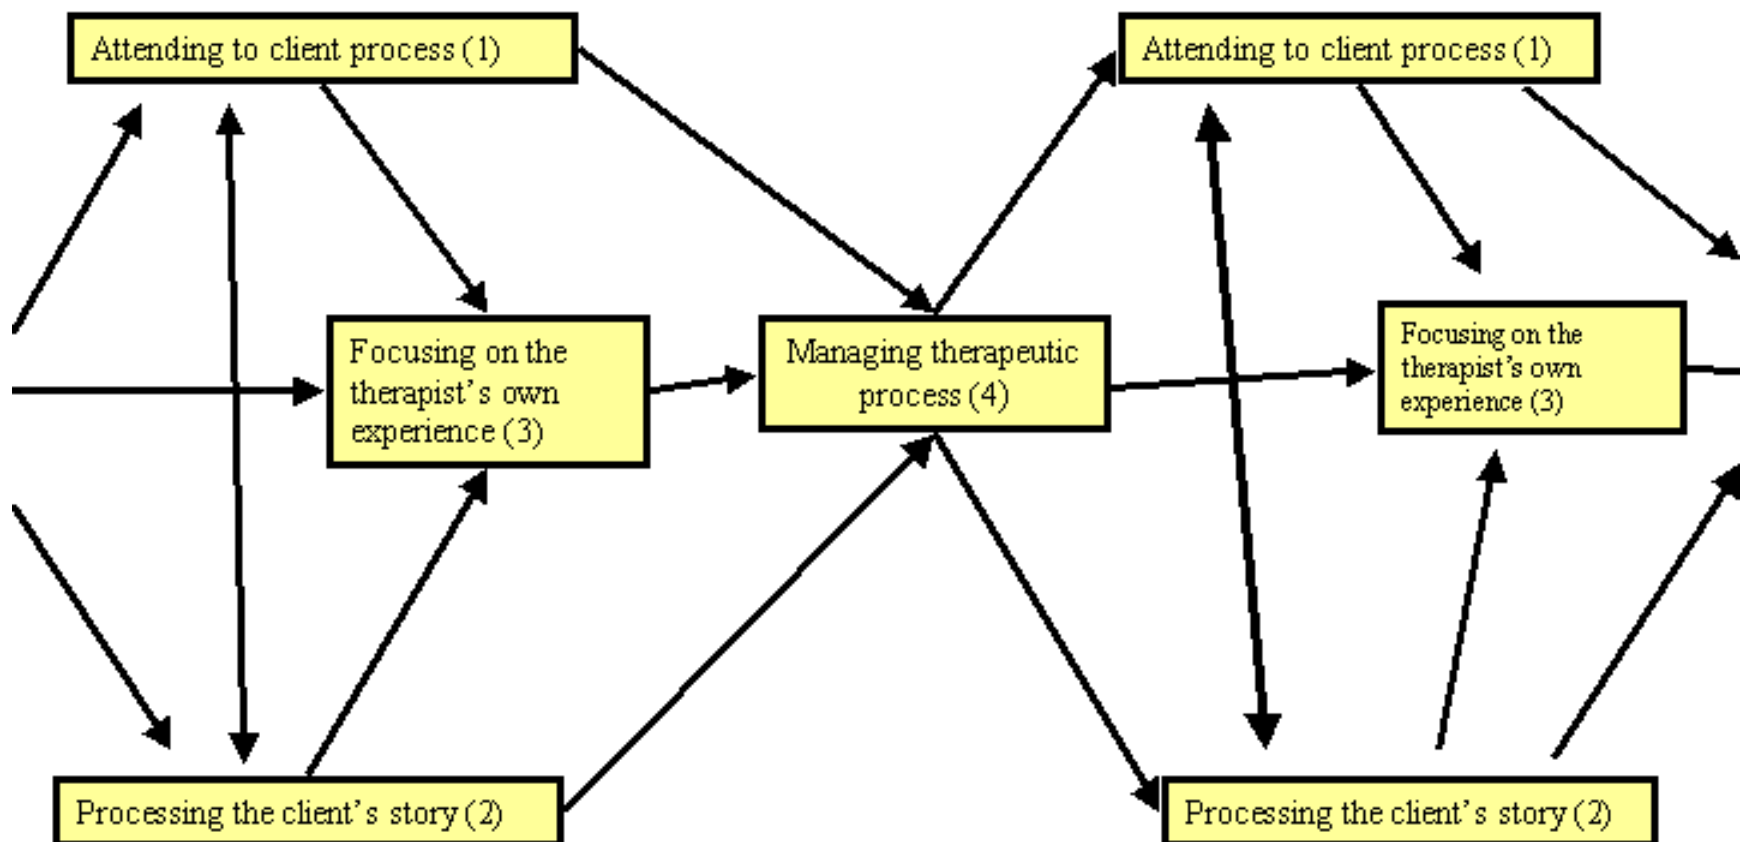 Attending to client process (1)
Attending to client process (1)
Focusing on the
therapist's own
experience (3)
Managing therapeutic
process (4)
Focusing on the
therapist's own
experience (3)
Processing the client's story (2)
Processing the client's story (2)